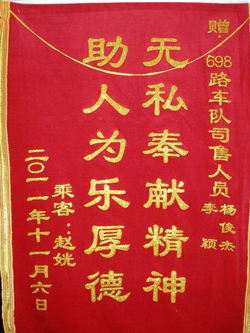 赠：698路车队司售人员 杨俊杰
李颖
无私奉献精神
助人为乐厚德
乘客：赵姚
二〇一一年十一月六日